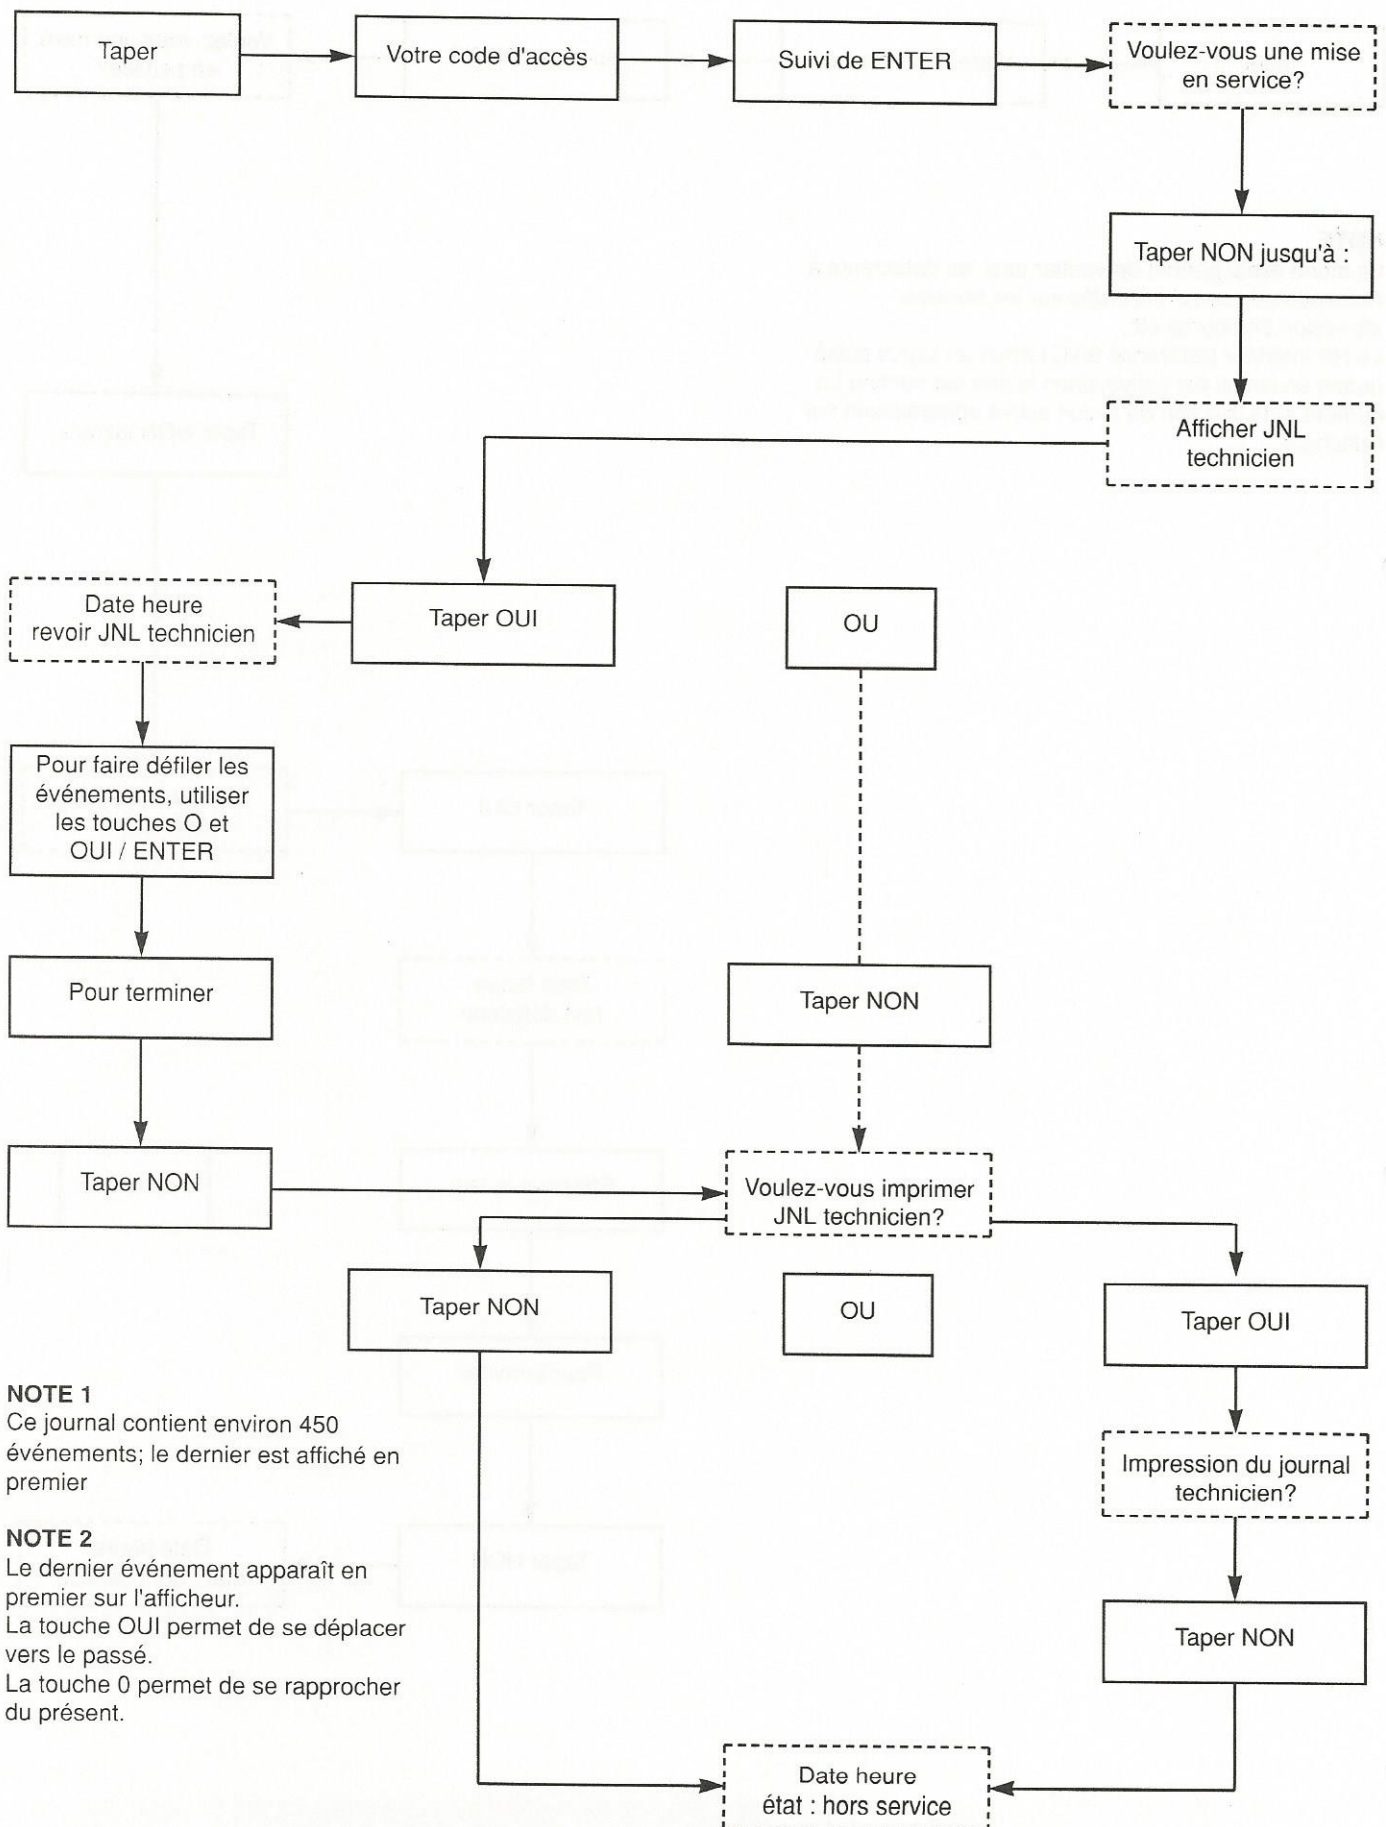 Taper
Votre code d'accès
Suivi de ENTER
Voulez-vous une mise
en service?
Taper NON jusqu'à :
Afficher JNL
technicien
Taper OUI
OU
Date heure
revoir JNL technicien
Pour faire défiler les
événements, utiliser
les touches O et
OUI / ENTER
Pour terminer
Taper NON
Taper NON
Voulez-vous imprimer
JNL technicien?
Taper NON
OU
Taper OUI
Impression du journal
technicien?
Taper NON
NOTE 1
Ce journal contient environ 450
événements; le dernier est affiché en
premier
NOTE 2
Le dernier événement apparaît en
premier sur l'afficheur.
La touche OUI permet de se déplacer
vers le passé.
La touche 0 permet de se rapprocher
du présent.
Date heure
état : hors service